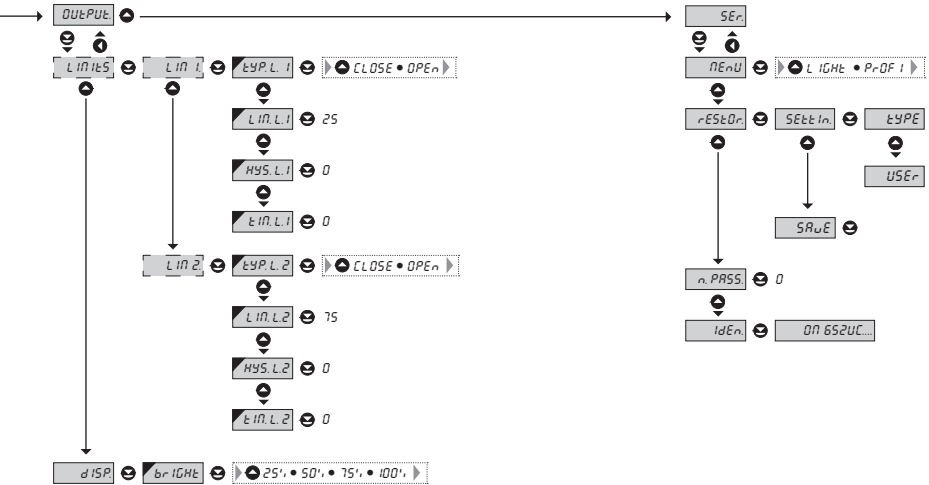 OUtPUt. SEr.
LIMItS LIM 1. tYP. L. 1 CLOSE • OPEn MEnU LIGHt • PrOF I
LIM. L. 1 25 rEStOr. SEttIn. tYPE
HYS. L. 1 0 USEr
tIM. L. 1 0 SAvE
LIM 2. tYP. L. 2 CLOSE • OPEn n. PASS. 0
LIM. L. 2 75 IdEn. OM 652UC....
HYS. L. 2 0
tIM. L. 2 0
dISP. brIGHt 25% • 50% • 75% • 100%